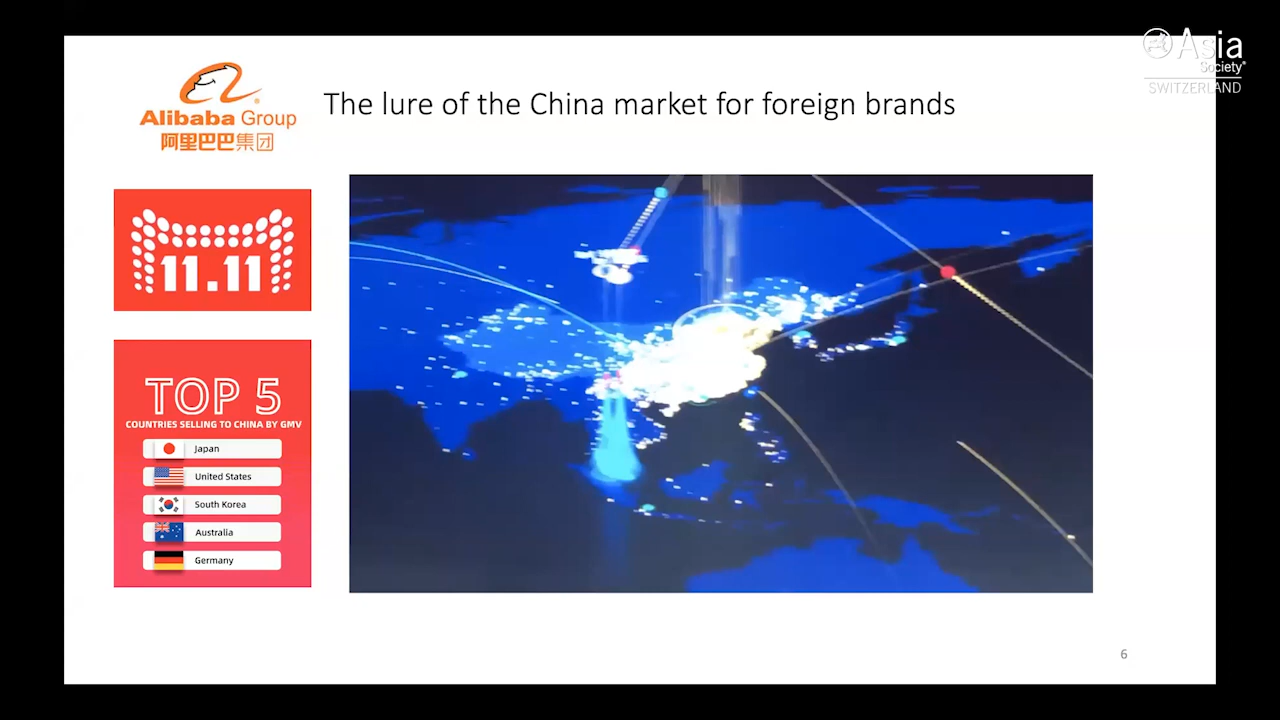 Asia
Society
SWITZERLAND
Alibaba Group
阿里巴巴集团
The lure of the China market for foreign brands
11.11
TOP 5
COUNTRIES SELLING TO CHINA BY GMV
Japan
United States
South Korea
Australia
Germany
6